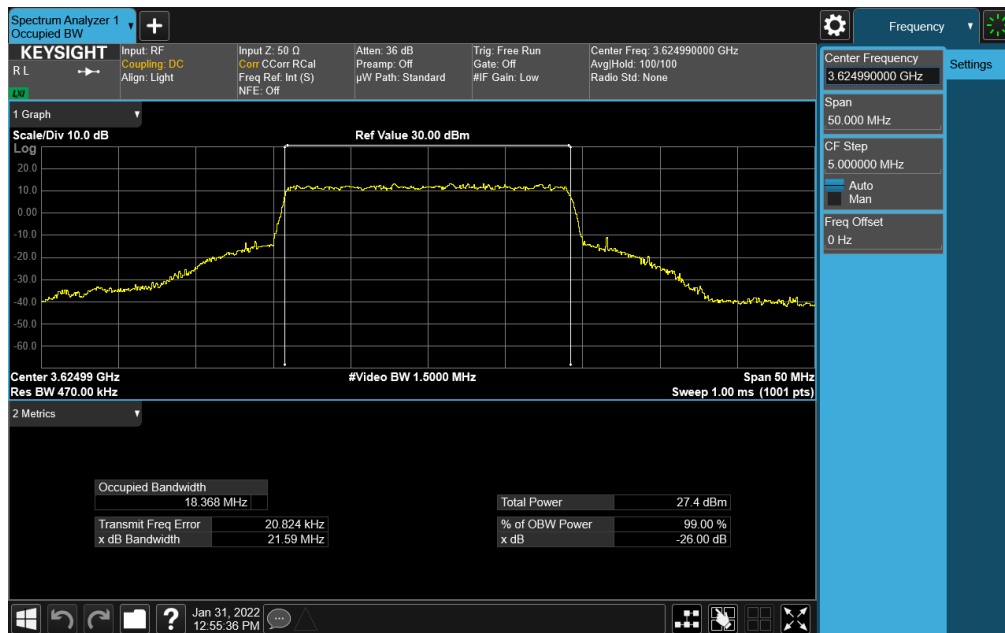 Spectrum Analyzer 1
Occupied BW
Frequency
KEYSIGHT
R L
LXI
Input: RF
Coupling: DC
Align: Light
Input Z: 50 Ω
Corr CCorr RCal
Freq Ref: Int (S)
NFE: Off
Atten: 36 dB
Preamp: Off
µW Path: Standard
Trig: Free Run
Gate: Off
#IF Gain: Low
Center Freq: 3.624990000 GHz
Avg|Hold: 100/100
Radio Std: None
Center Frequency
3.624990000 GHz
Settings
Span
50.000 MHz
CF Step
5.000000 MHz
Auto
Man
Freq Offset
0 Hz
1 Graph
Scale/Div 10.0 dB
Ref Value 30.00 dBm
Log
20.0
10.0
0.00
-10.0
-20.0
-30.0
-40.0
-50.0
-60.0
Center 3.62499 GHz
#Video BW 1.5000 MHz
Span 50 MHz
Res BW 470.00 kHz
Sweep 1.00 ms (1001 pts)
2 Metrics
Occupied Bandwidth
18.368 MHz
Total Power 27.4 dBm
Transmit Freq Error 20.824 kHz
% of OBW Power 99.00 %
x dB Bandwidth 21.59 MHz
x dB -26.00 dB
?
Jan 31, 2022
12:55:36 PM